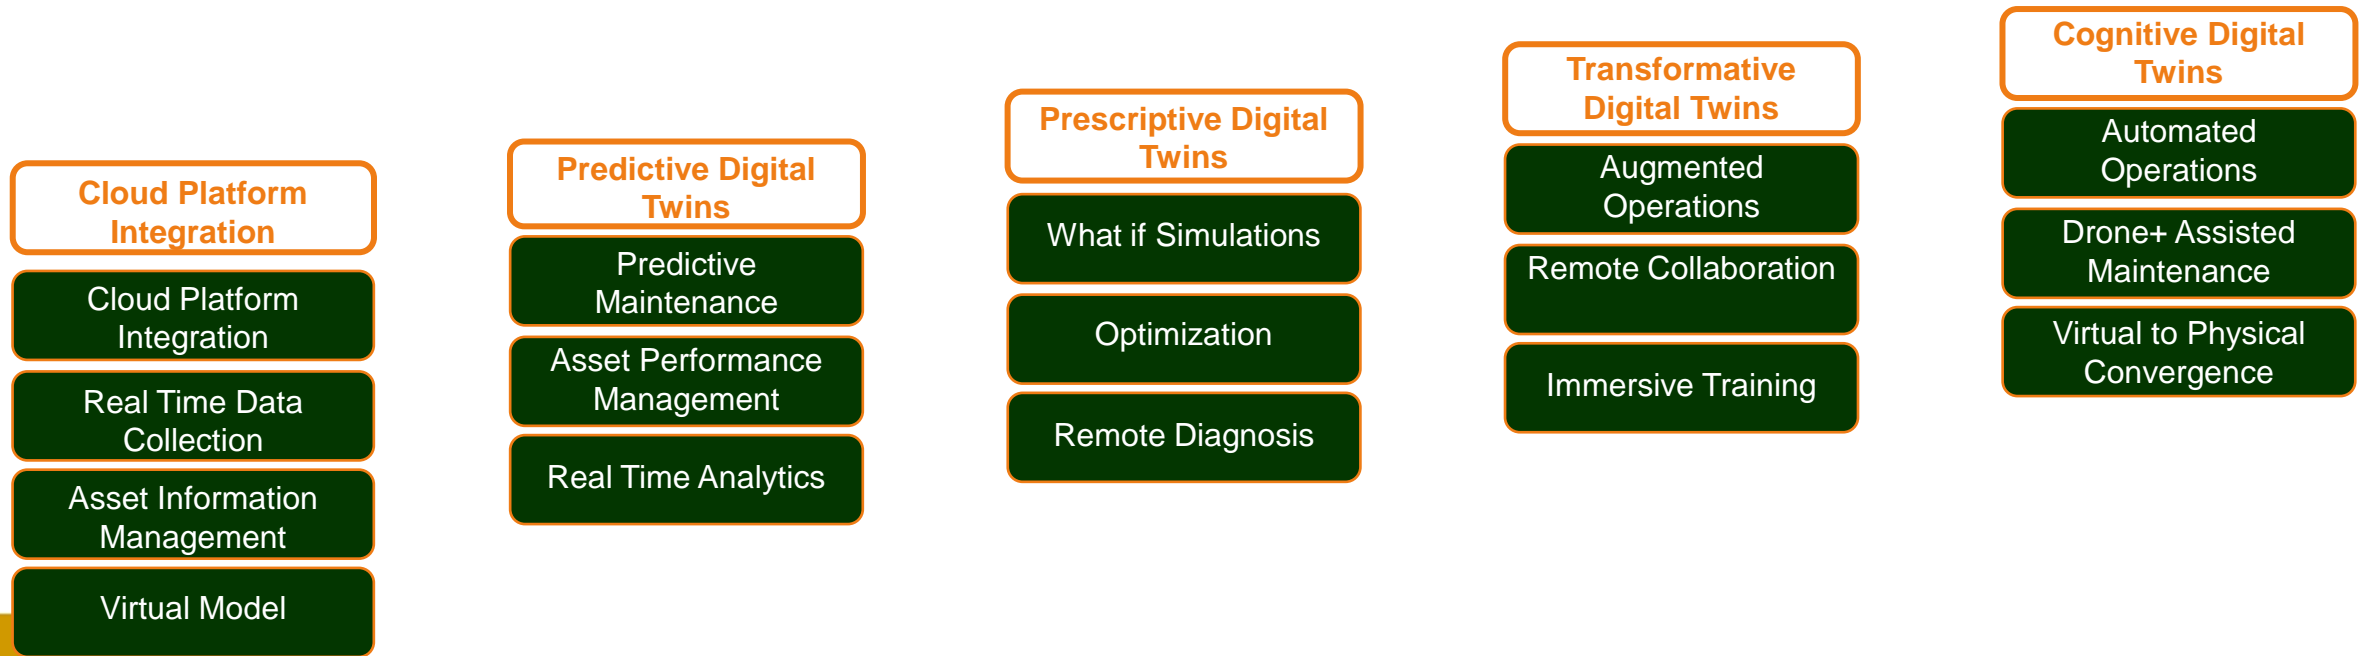 Cloud Platform
Integration
Cloud Platform
Integration
Real Time Data
Collection
Asset Information
Management
Virtual Model
Predictive Digital
Twins
Predictive
Maintenance
Asset Performance
Management
Real Time Analytics
Prescriptive Digital
Twins
What if Simulations
Optimization
Remote Diagnosis
Transformative
Digital Twins
Augmented
Operations
Remote Collaboration
Immersive Training
Cognitive Digital
Twins
Automated
Operations
Drone+ Assisted
Maintenance
Virtual to Physical
Convergence